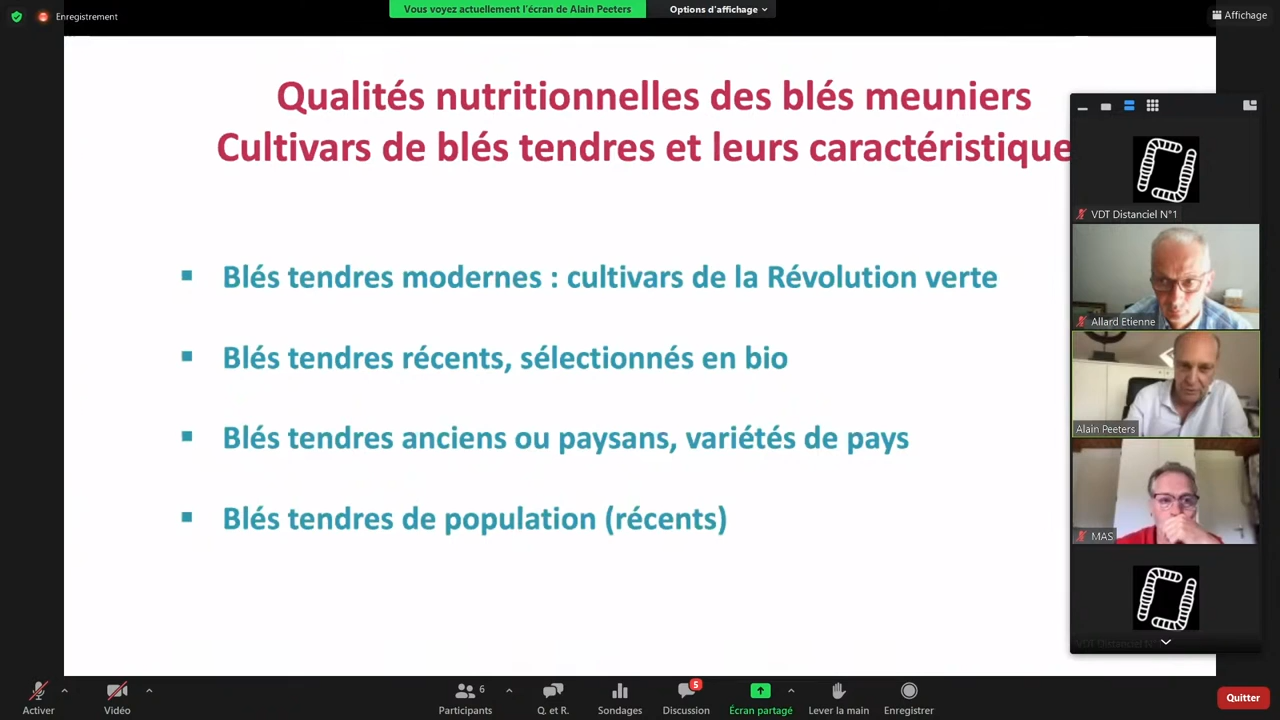 Enregistrement
Vous voyez actuellement l'écran de Alain Peeters
Options d'affichage
Affichage
Qualités nutritionnelles des blés meuniers
Cultivars de blés tendres et leurs caractéristique
Blés tendres modernes : cultivars de la Révolution verte
Blés tendres récents, sélectionnés en bio
Blés tendres anciens ou paysans, variétés de pays
Blés tendres de population (récents)
VDT Distanciel N°1
Allard Etienne
Alain Peeters
MAS
Activer
Vidéo
6
Participants
Q. et R.
Sondages
5
Discussion
Écran partagé
Lever la main
Enregistrer
Quitter